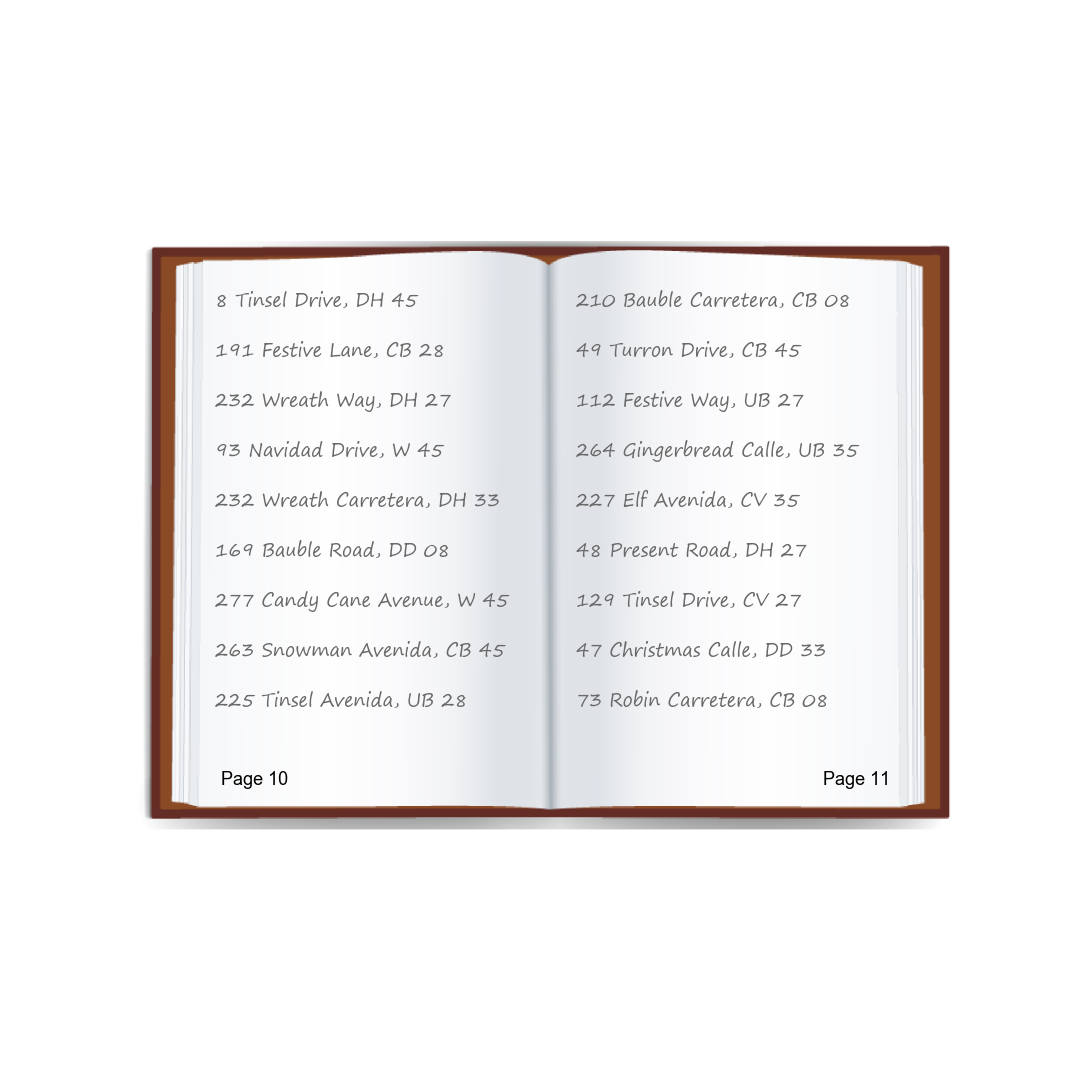 8 Tinsel Drive, DH 45
191 Festive Lane, CB 28
232 Wreath Way, DH 27
93 Navidad Drive, W 45
232 Wreath Carretera, DH 33
169 Bauble Road, DD 08
277 Candy Cane Avenue, W 45
263 Snowman Avenida, CB 45
225 Tinsel Avenida, UB 28
Page 10
210 Bauble Carretera, CB 08
49 Turron Drive, CB 45
112 Festive Way, UB 27
264 Gingerbread Calle, UB 35
227 Elf Avenida, CV 35
48 Present Road, DH 27
129 Tinsel Drive, CV 27
47 Christmas Calle, DD 33
73 Robin Carretera, CB 08
Page 11